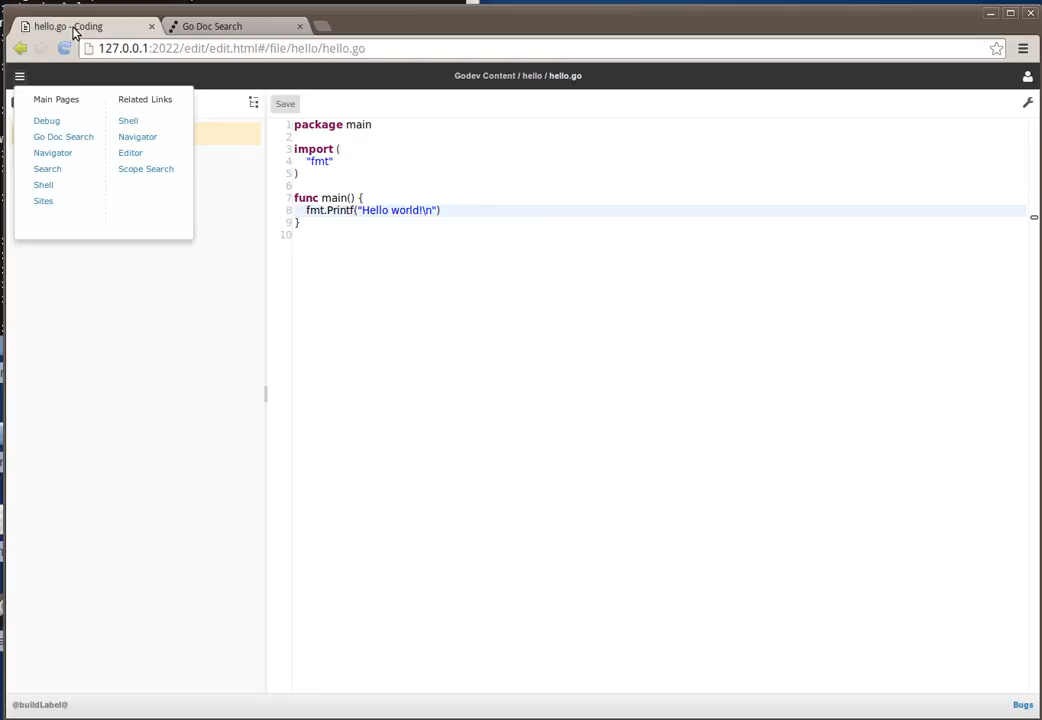 hello.go - Coding
Go Doc Search
127.0.0.1:2022/edit/edit.html#/file/hello/hello.go
Godev Content / hello / hello.go
Main Pages
Debug
Go Doc Search
Navigator
Search
Shell
Sites
Related Links
Shell
Navigator
Editor
Scope Search
Save
1 package main
2
3 import (
4 "fmt"
5 )
6
7 func main() {
8 fmt.Printf("Hello world!\n")
9 }
10
@buildLabel@
Bugs